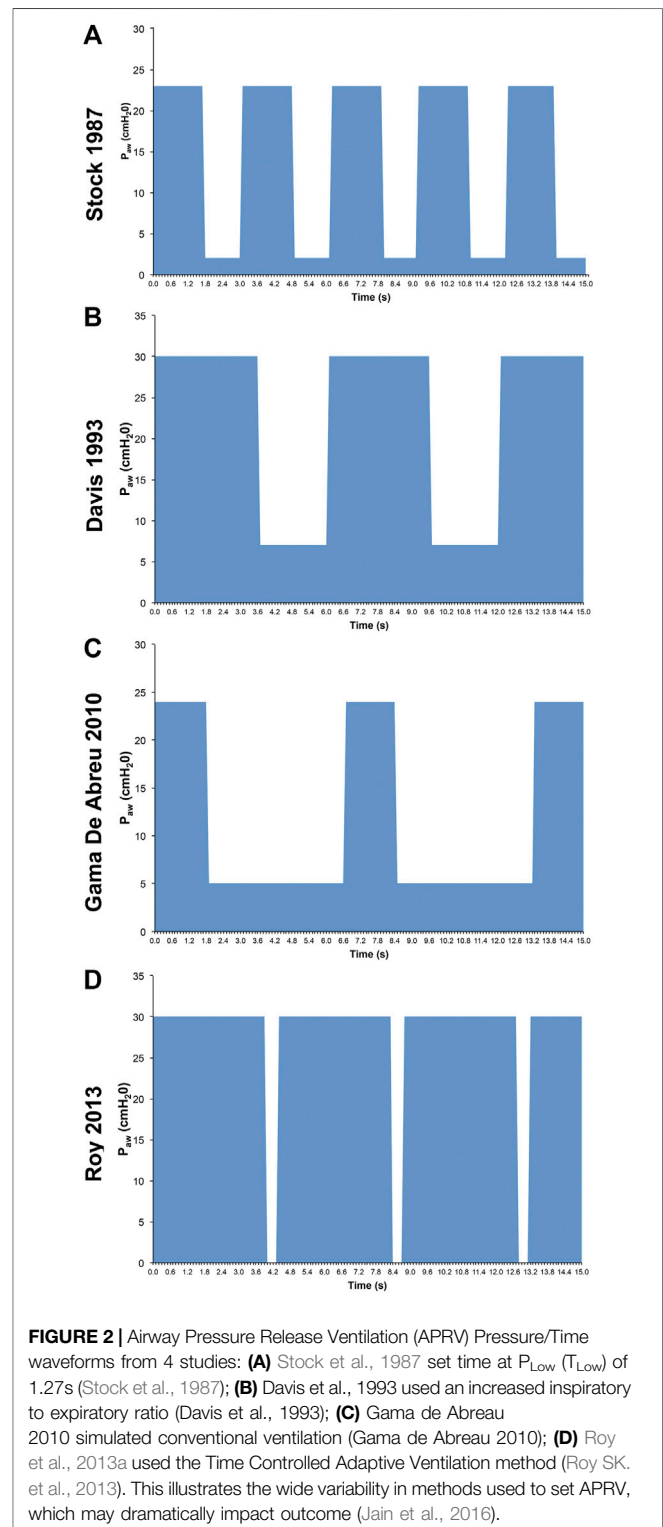 A
Stock 1987
P_aw (cmH_20)
30
25
20
15
10
5
0
0.0 0.6 1.2 1.8 2.4 3.0 3.6 4.2 4.8 5.4 6.0 6.6 7.2 7.8 8.4 9.0 9.6 10.2 10.8 11.4 12.0 12.6 13.2 13.8 14.4 15.0
Time (s)
B
Davis 1993
P_aw (cmH_20)
35
30
25
20
15
10
5
0
0.0 0.6 1.2 1.8 2.4 3.0 3.6 4.2 4.8 5.4 6.0 6.6 7.2 7.8 8.4 9.0 9.6 10.2 10.8 11.4 12.0 12.6 13.2 13.8 14.4 15.0
Time (s)
C
Gama De Abreu 2010
P_aw (cmH_20)
30
25
20
15
10
5
0
0.0 0.6 1.2 1.8 2.4 3.0 3.6 4.2 4.8 5.4 6.0 6.6 7.2 7.8 8.4 9.0 9.6 10.2 10.8 11.4 12.0 12.6 13.2 13.8 14.4 15.0
Time (s)
D
Roy 2013
P_aw (cmH_20)
35
30
25
20
15
10
5
0
0.0 0.6 1.2 1.8 2.4 3.0 3.6 4.2 4.8 5.4 6.0 6.6 7.2 7.8 8.4 9.0 9.6 10.2 10.8 11.4 12.0 12.6 13.2 13.8 14.4 15.0
Time (s)
FIGURE 2 | Airway Pressure Release Ventilation (APRV) Pressure/Time
waveforms from 4 studies: (A) Stock et al., 1987 set time at P_Low (T_Low) of
1.27s (Stock et al., 1987); (B) Davis et al., 1993 used an increased inspiratory
to expiratory ratio (Davis et al., 1993); (C) Gama de Abreau
2010 simulated conventional ventilation (Gama de Abreau 2010); (D) Roy
et al., 2013a used the Time Controlled Adaptive Ventilation method (Roy SK.
et al., 2013). This illustrates the wide variability in methods used to set APRV,
which may dramatically impact outcome (Jain et al., 2016).